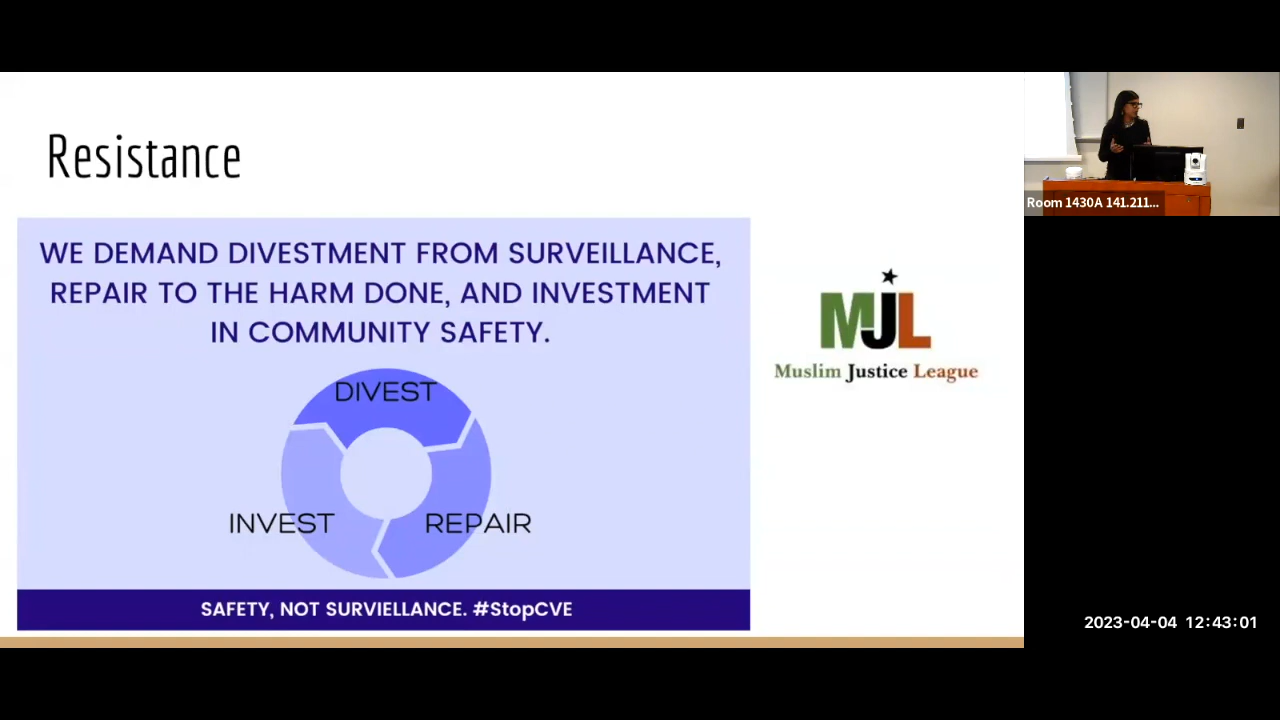 Resistance
WE DEMAND DIVESTMENT FROM SURVEILLANCE,
REPAIR TO THE HARM DONE, AND INVESTMENT
IN COMMUNITY SAFETY.
DIVEST
INVEST
REPAIR
SAFETY, NOT SURVIELLANCE. #StopCVE
MJL
Muslim Justice League
Room 1430A 141.211...
2023-04-04 12:43:01